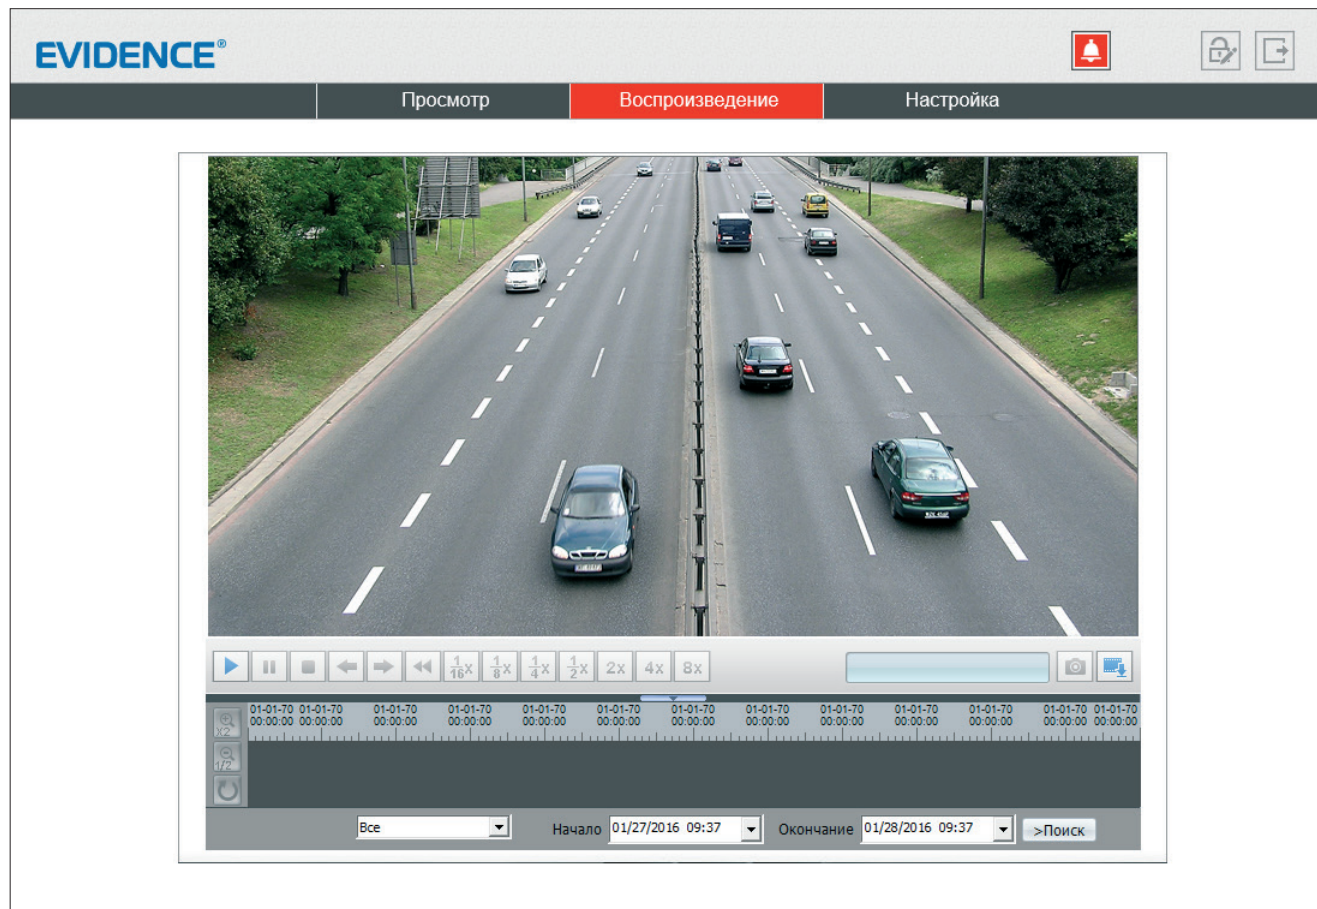 EVIDENCE®
Просмотр Воспроизведение Настройка
1/16x 1/8x 1/4x 1/2x 2x 4x 8x
01-01-70 01-01-70 01-01-70 01-01-70 01-01-70 01-01-70 01-01-70 01-01-70 01-01-70 01-01-70 01-01-70 01-01-70 01-01-70
00:00:00 00:00:00 00:00:00 00:00:00 00:00:00 00:00:00 00:00:00 00:00:00 00:00:00 00:00:00 00:00:00 00:00:00 00:00:00
X2
1/2
Все Начало 01/27/2016 09:37 Окончание 01/28/2016 09:37 >Поиск